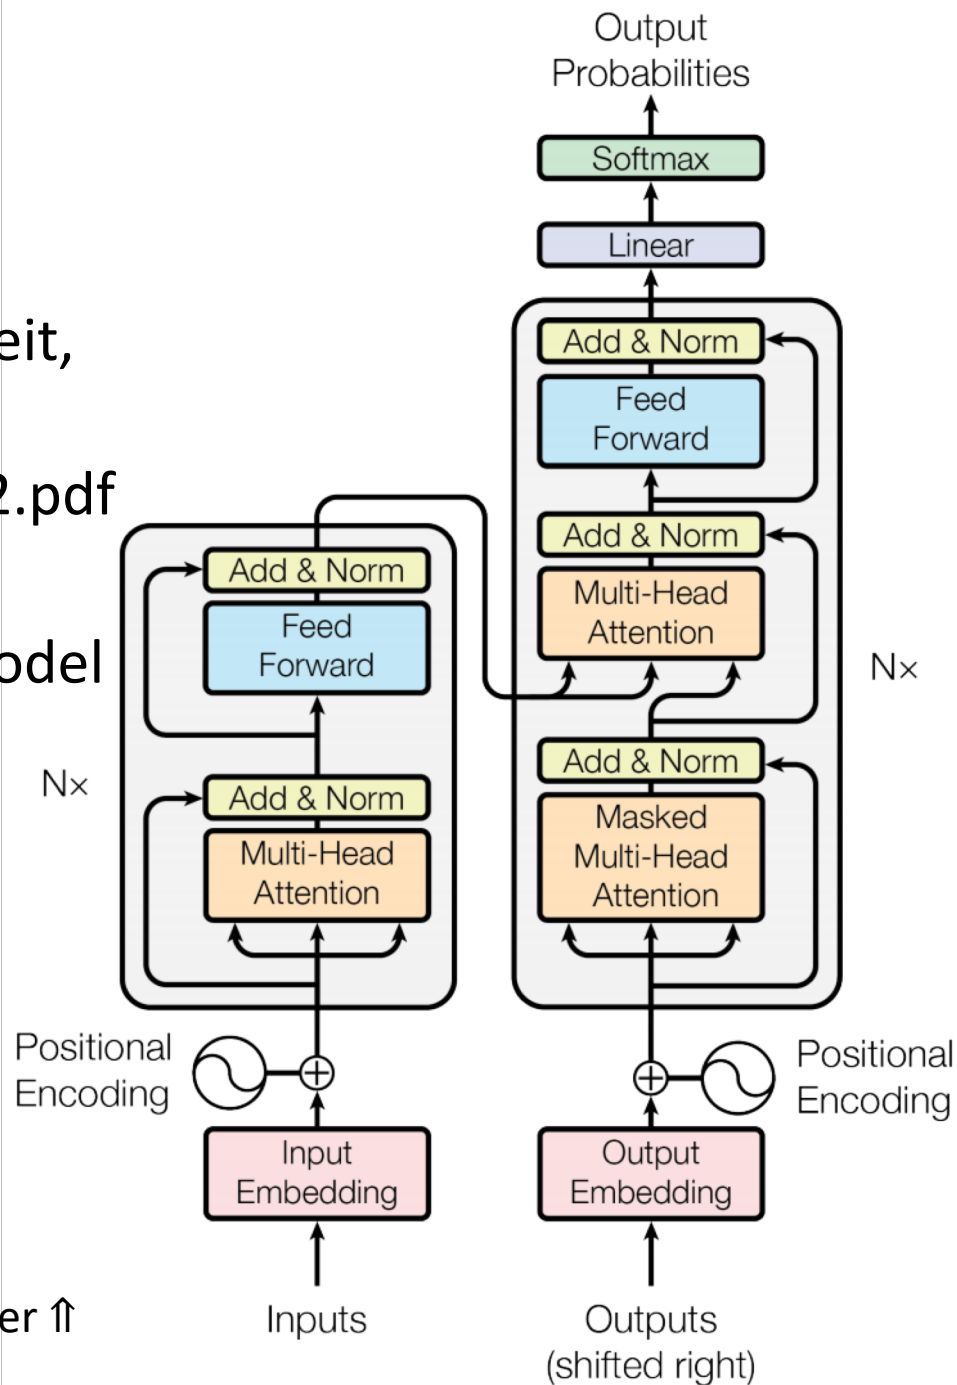 Output
Probabilities
Softmax
Linear
Add & Norm
Feed
Forward
Add & Norm
Multi-Head
Attention
Add & Norm
Masked
Multi-Head
Attention
Nx
Add & Norm
Feed
Forward
Add & Norm
Multi-Head
Attention
Nx
Positional
Encoding
Positional
Encoding
Input
Embedding
Output
Embedding
Inputs
Outputs
(shifted right)
eit,
2.pdf
odel
er ⇑